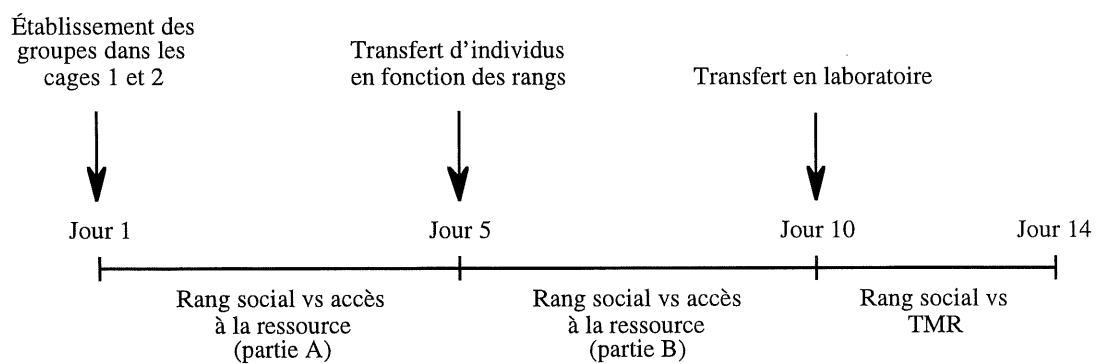 Établissement des
groupes dans les
cages 1 et 2
Transfert d'individus
en fonction des rangs
Transfert en laboratoire
Jour 1
Jour 5
Jour 10
Jour 14
Rang social vs accès
à la ressource
(partie A)
Rang social vs accès
à la ressource
(partie B)
Rang social vs
TMR